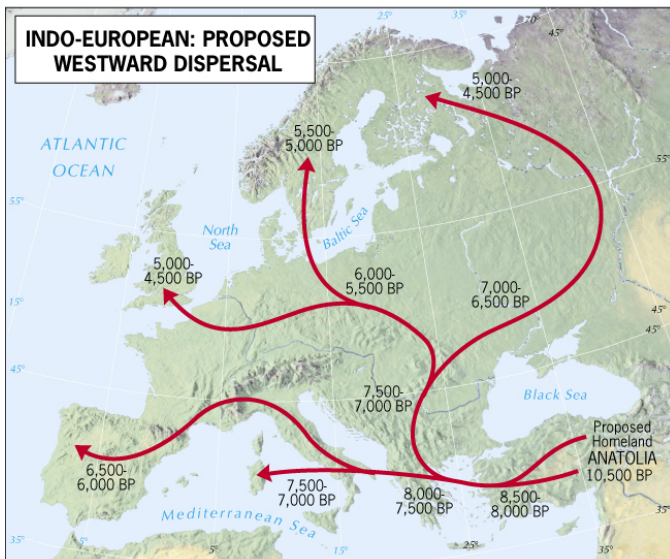 INDO-EUROPEAN: PROPOSED
WESTWARD DISPERSAL
35°
70°
45°
25°
5,000-
4,500 BP
5,500-
5,000 BP
ATLANTIC
OCEAN
55°
55°
North
Sea
Baltic Sea
5,000-
4,500 BP
6,000-
5,500 BP
7,000-
6,500 BP
15°
45°
45°
45°
7,500-
7,000 BP
Black Sea
Proposed
Homeland
ANATOLIA
10,500 BP
6,500-
6,000 BP
7,500-
7,000 BP
8,000-
7,500 BP
8,500-
8,000 BP
Mediterranean Sea
35°
5°
5°
15°
25°
35°